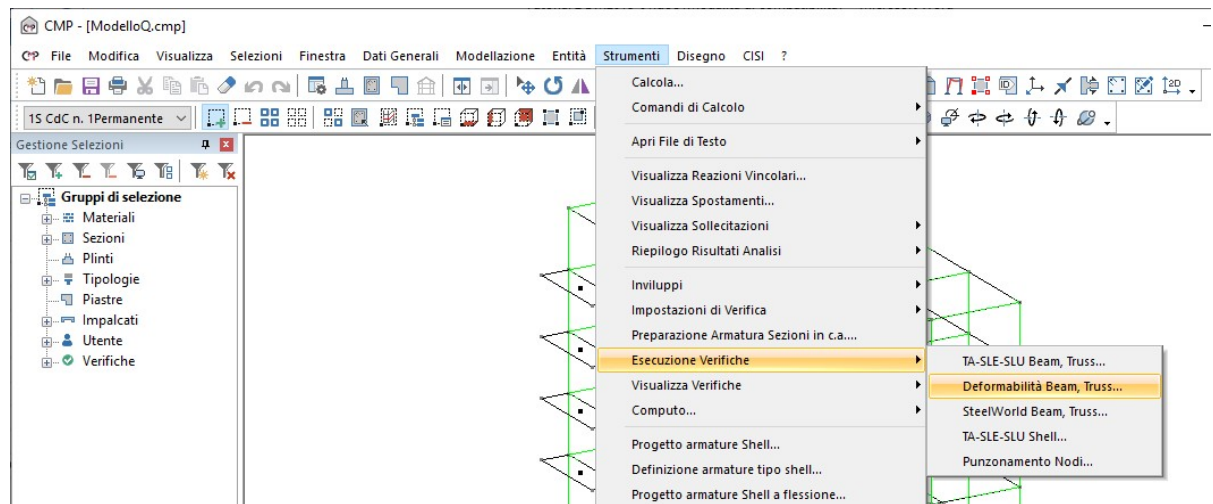 CMP - [ModelloQ.cmp]
File Modifica Visualizza Selezioni Finestra Dati Generali Modellazione Entità Strumenti Disegno CISI ?
1S CdC n. 1Permanente
Gestione Selezioni
Gruppi di selezione
Materiali
Sezioni
Plinti
Tipologie
Piastre
Impalcati
Utente
Verifiche
Calcola...
Comandi di Calcolo
Apri File di Testo
Visualizza Reazioni Vincolari...
Visualizza Spostamenti...
Visualizza Sollecitazioni
Riepilogo Risultati Analisi
Inviluppi
Impostazioni di Verifica
Preparazione Armatura Sezioni in c.a....
Esecuzione Verifiche
Visualizza Verifiche
Computo...
Progetto armature Shell...
Definizione armature tipo shell...
Progetto armature Shell a flessione...
TA-SLE-SLU Beam, Truss...
Deformabilità Beam, Truss...
SteelWorld Beam, Truss...
TA-SLE-SLU Shell...
Punzonamento Nodi...